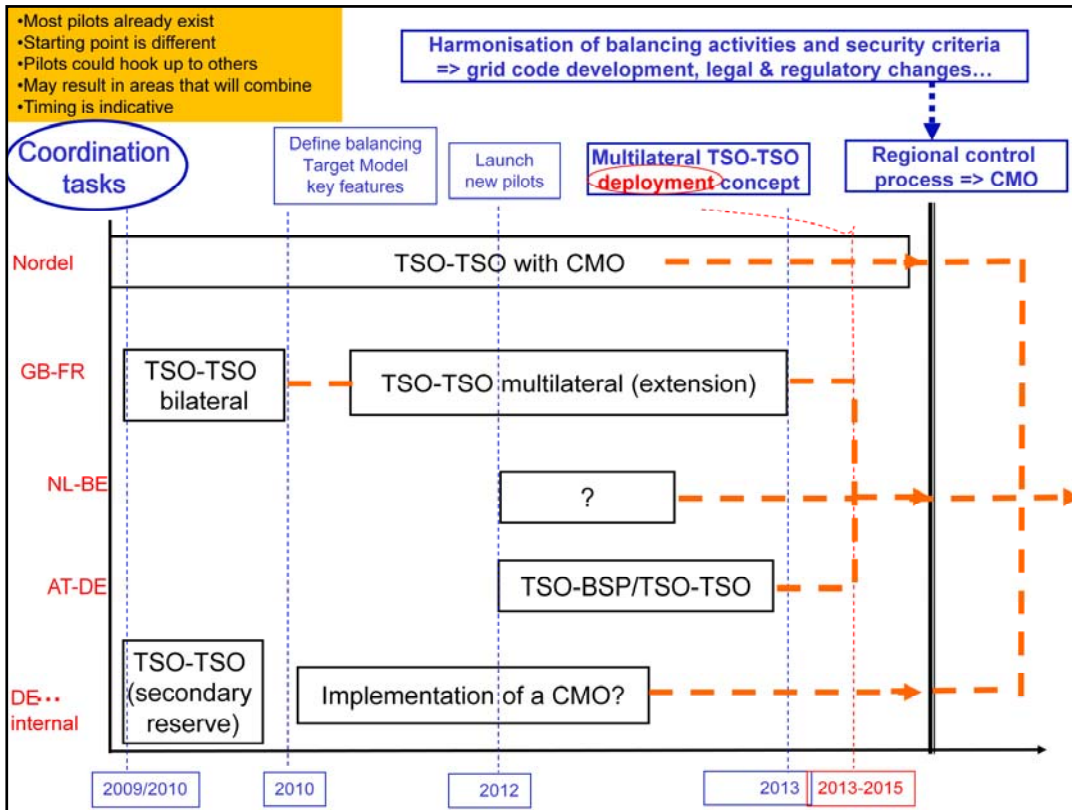 •Most pilots already exist
•Starting point is different
•Pilots could hook up to others
•May result in areas that will combine
•Timing is indicative
Harmonisation of balancing activities and security criteria
=> grid code development, legal & regulatory changes…
Coordination
tasks
Define balancing
Target Model
key features
Launch
new pilots
Multilateral TSO-TSO
deployment concept
Regional control
process => CMO
Nordel
TSO-TSO with CMO
GB-FR
TSO-TSO
bilateral
TSO-TSO multilateral (extension)
NL-BE
?
AT-DE
TSO-BSP/TSO-TSO
DE…
internal
TSO-TSO
(secondary
reserve)
Implementation of a CMO?
2009/2010
2010
2012
2013
2013-2015